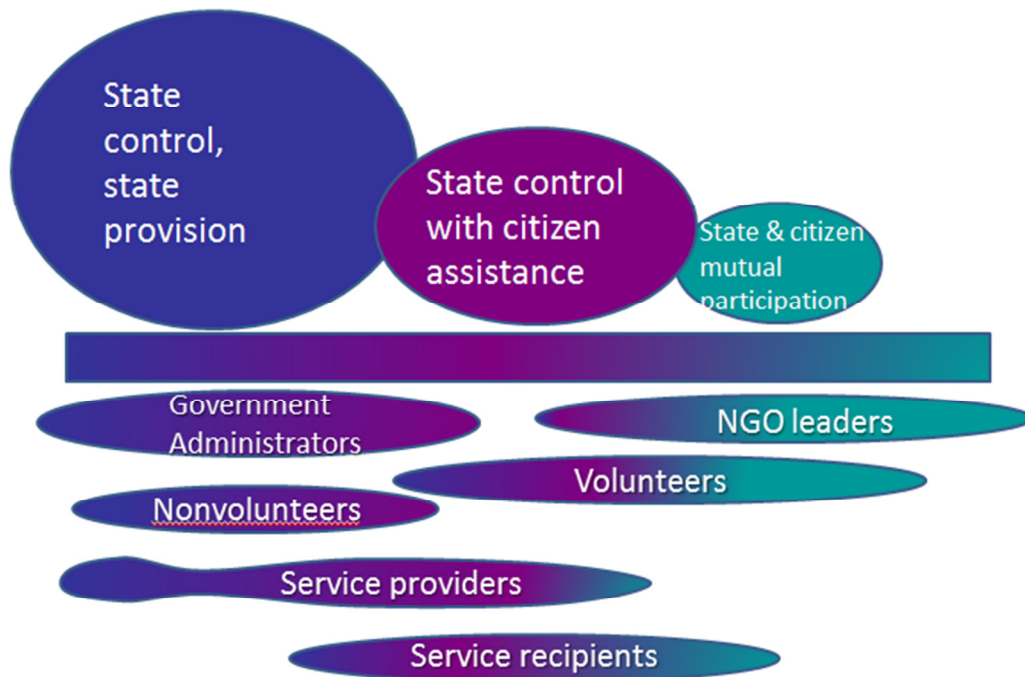 State
control,
state
provision
State control
with citizen
assistance
State & citizen
mutual
participation
Government
Administrators
NGO leaders
Volunteers
Nonvolunteers
Service providers
Service recipients